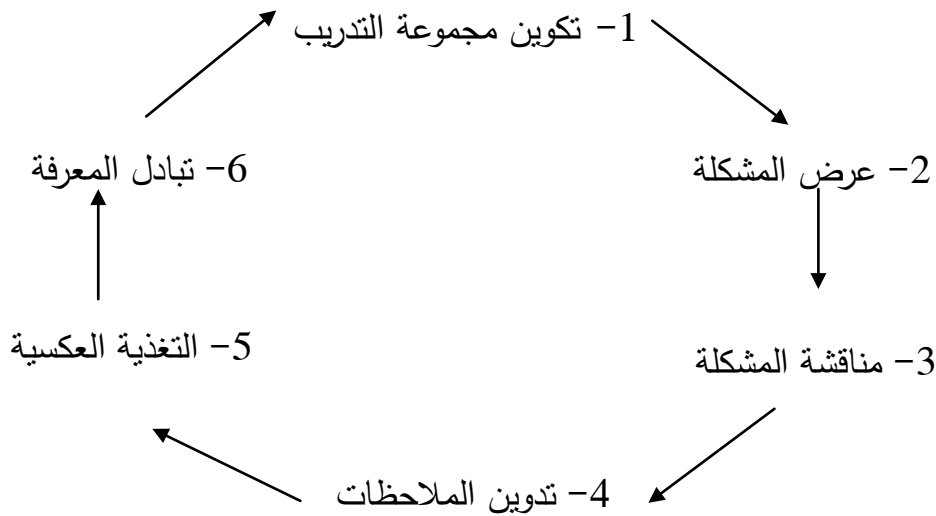 1- تكوين مجموعة التدريب
2- عرض المشكلة
3- مناقشة المشكلة
4- تدوين الملاحظات
5- التغذية العكسية
6- تبادل المعرفة